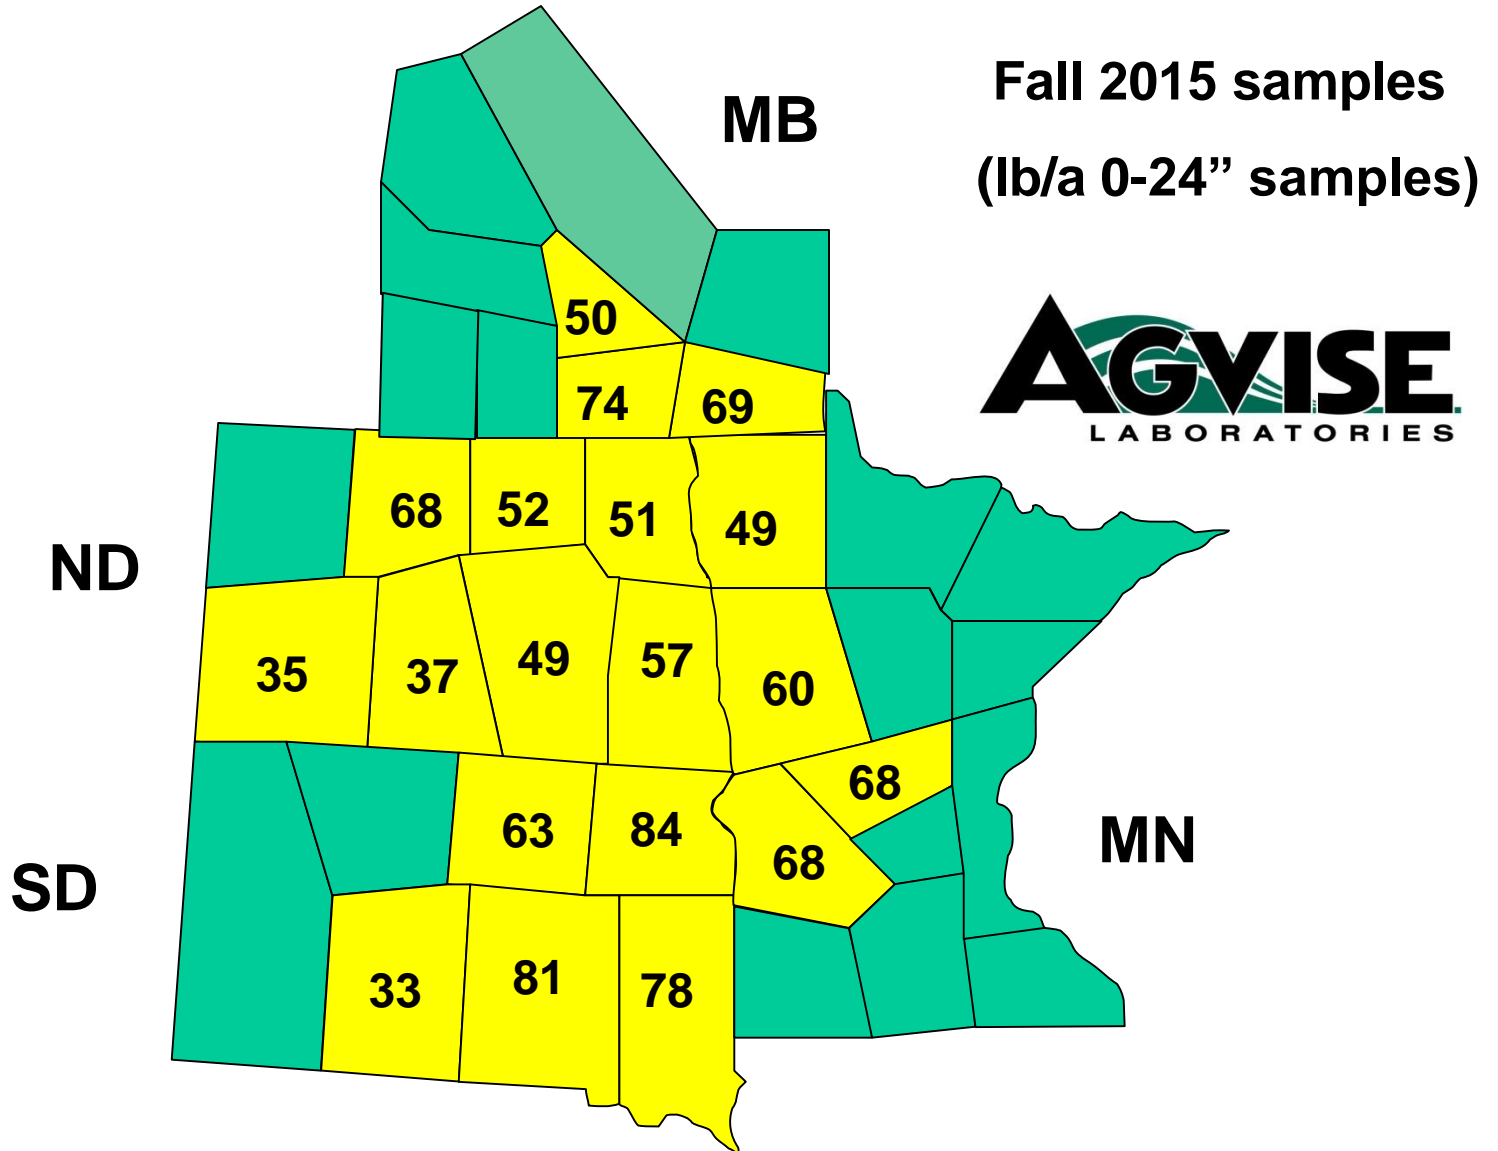 Fall 2015 samples
MB
(lb/a 0-24” samples)
50
AGVISE
LABORATORIES
74 69
68 52 51 49
ND
35 37 49 57 60
68
63 84
68
MN
SD
33 81 78